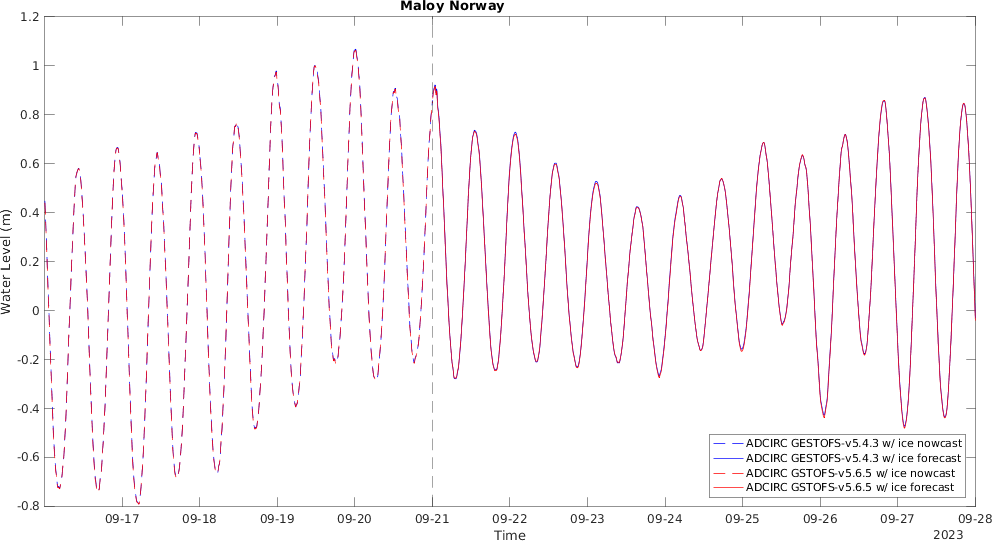 Maloy Norway
1.2
1
0.8
0.6
0.4
0.2
0
-0.2
-0.4
-0.6
-0.8
Water Level (m)
09-17 09-18 09-19 09-20 09-21 09-22 09-23 09-24 09-25 09-26 09-27 09-28
Time
2023
ADCIRC GESTOFS-v5.4.3 w/ ice nowcast
ADCIRC GESTOFS-v5.4.3 w/ ice forecast
ADCIRC GSTOFS-v5.6.5 w/ ice nowcast
ADCIRC GSTOFS-v5.6.5 w/ ice forecast